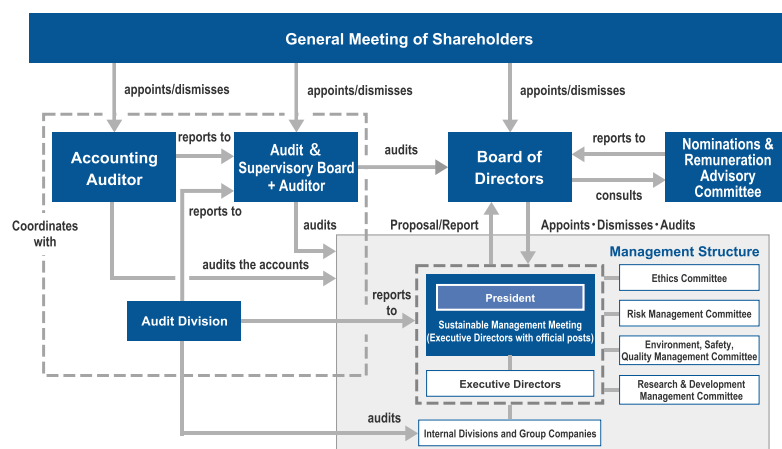 General Meeting of Shareholders
appoints/dismisses
appoints/dismisses
appoints/dismisses
Accounting
Auditor
reports to
Audit &
Supervisory Board
+ Auditor
audits
Board of
Directors
reports to
consults
Nominations &
Remuneration
Advisory
Committee
reports to
Coordinates
with
audits
Proposal/Report
Appoints・Dismisses・Audits
audits the accounts
Management Structure
Audit Division
reports
to
President
Sustainable Management Meeting
(Executive Directors with official posts)
Executive Directors
Ethics Committee
Risk Management Committee
Environment, Safety,
Quality Management Committee
Research & Development
Management Committee
audits
Internal Divisions and Group Companies